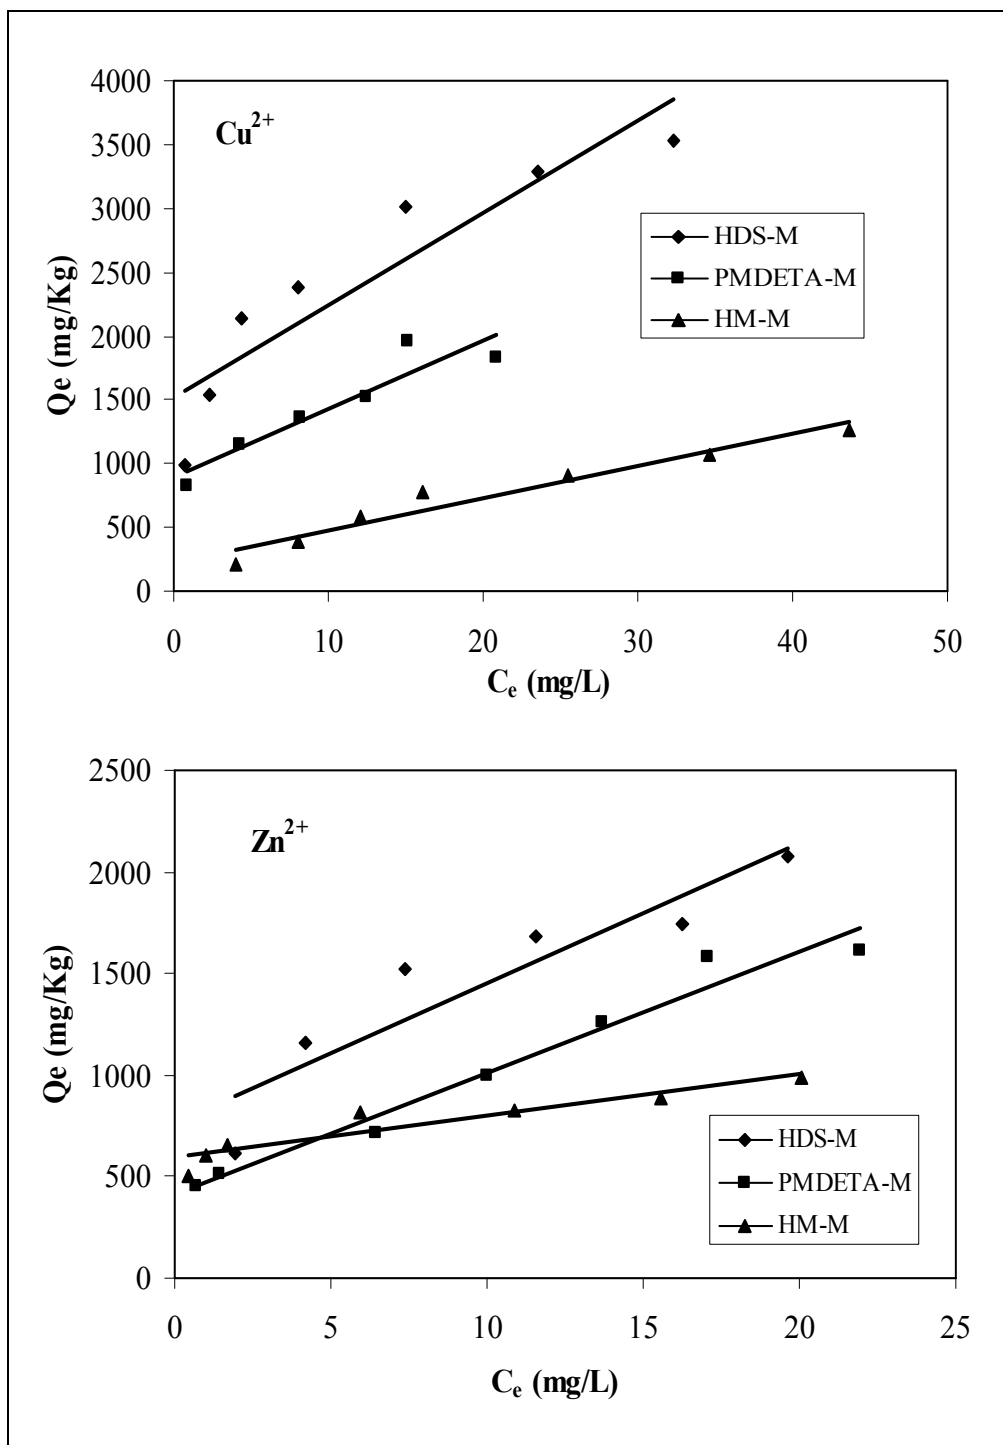 4000
3500
3000
2500
2000
1500
1000
500
0
Qe (mg/Kg)
Cu²⁺
HDS-M
PMDETA-M
HM-M
0 10 20 30 40 50
Cₑ (mg/L)
2500
2000
1500
1000
500
0
Qe (mg/Kg)
Zn²⁺
HDS-M
PMDETA-M
HM-M
0 5 10 15 20 25
Cₑ (mg/L)